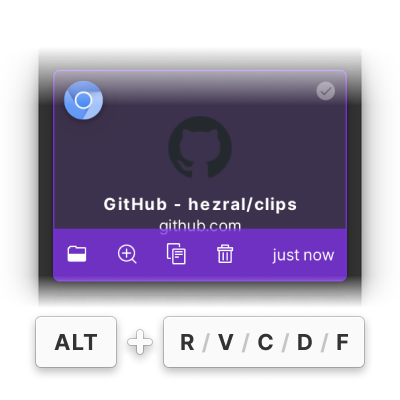 GitHub - hezral/clips
github.com
just now
ALT + R / V / C / D / F